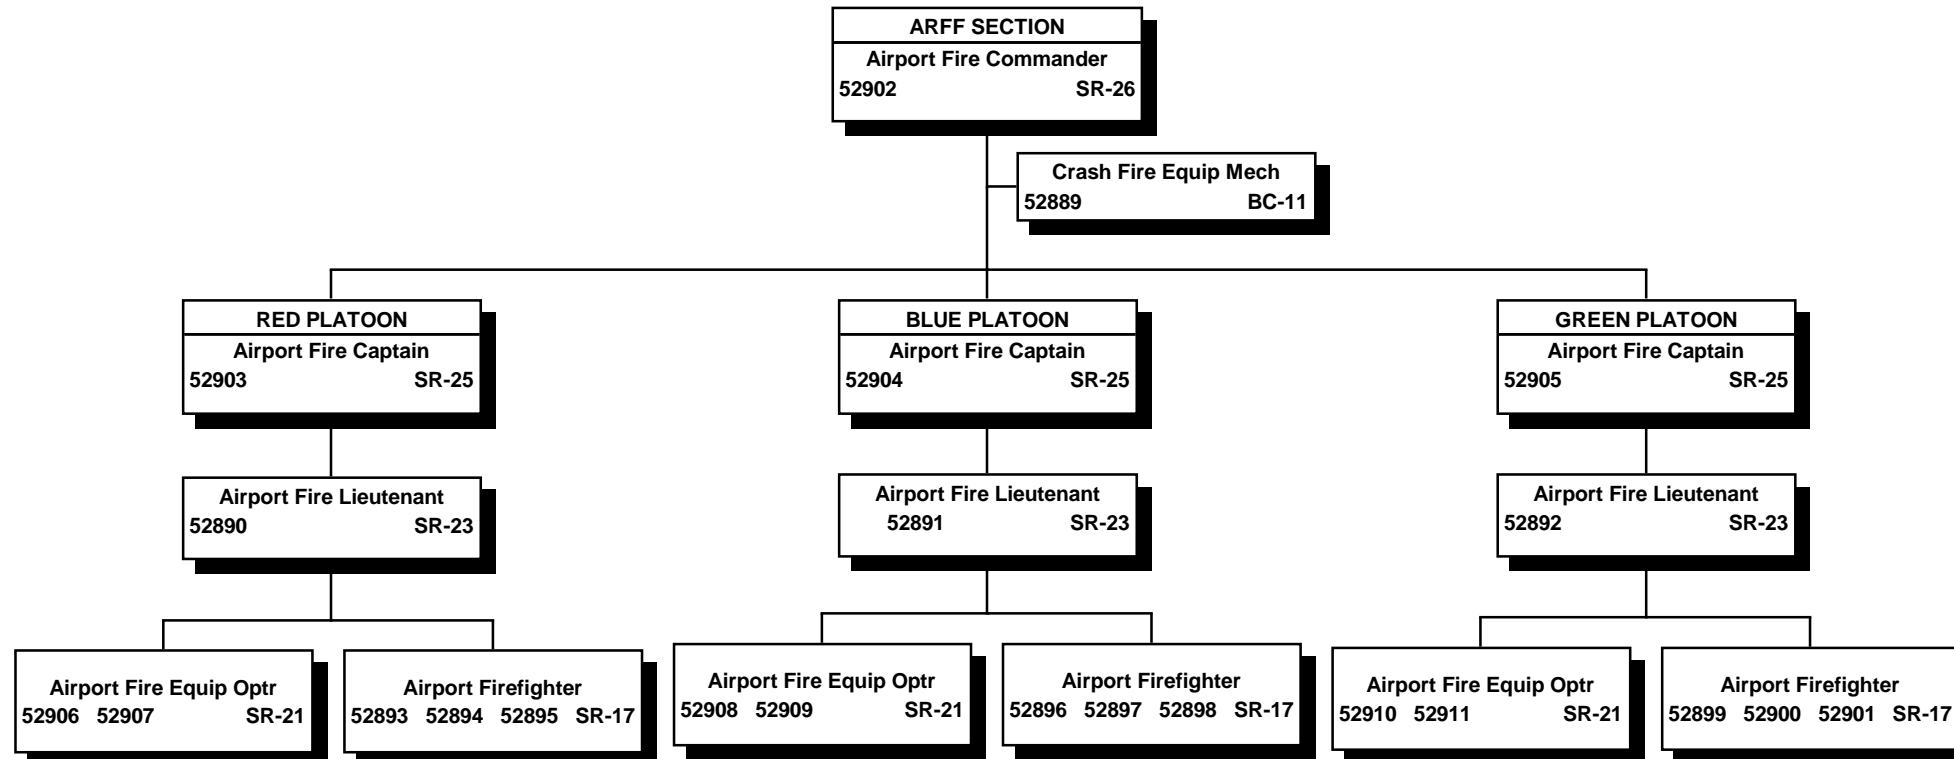 ARFF SECTION
Airport Fire Commander
52902 SR-26
Crash Fire Equip Mech
52889 BC-11
RED PLATOON
Airport Fire Captain
52903 SR-25
BLUE PLATOON
Airport Fire Captain
52904 SR-25
GREEN PLATOON
Airport Fire Captain
52905 SR-25
Airport Fire Lieutenant
52890 SR-23
Airport Fire Lieutenant
52891 SR-23
Airport Fire Lieutenant
52892 SR-23
Airport Fire Equip Optr
52906 52907 SR-21
Airport Firefighter
52893 52894 52895 SR-17
Airport Fire Equip Optr
52908 52909 SR-21
Airport Firefighter
52896 52897 52898 SR-17
Airport Fire Equip Optr
52910 52911 SR-21
Airport Firefighter
52899 52900 52901 SR-17